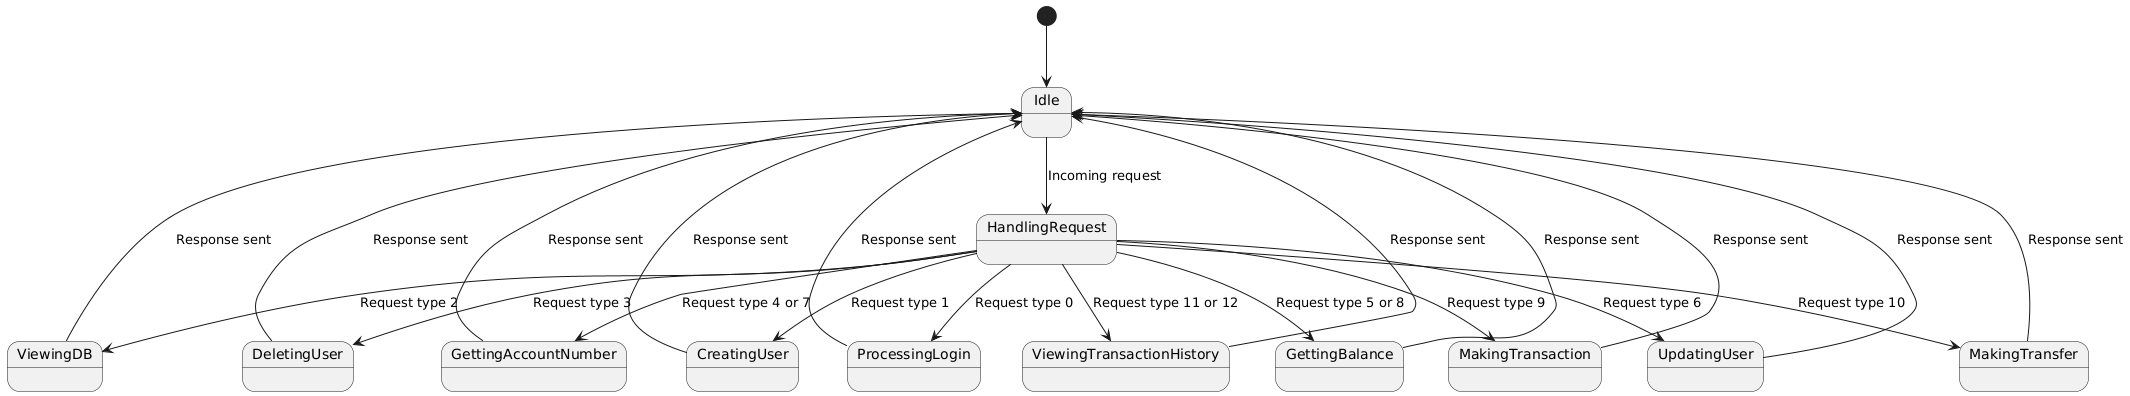 Idle
Incoming request
HandlingRequest
Response sent
Response sent
Response sent
Response sent
Response sent
Response sent
Response sent
Response sent
Response sent
Response sent
Request type 2
Request type 3
Request type 4 or 7
Request type 1
Request type 0
Request type 11 or 12
Request type 5 or 8
Request type 9
Request type 6
Request type 10
ViewingDB
DeletingUser
GettingAccountNumber
CreatingUser
ProcessingLogin
ViewingTransactionHistory
GettingBalance
MakingTransaction
UpdatingUser
MakingTransfer